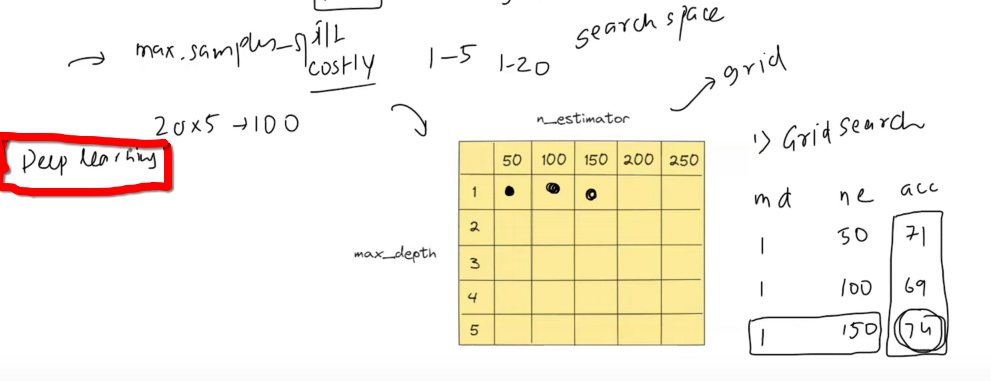 search space
max.samples
costly
1-5 1-20
grid
20x5 →100
Deep learning
n_estimator
1) Grid Search
50 100 150 200 250
1
2
max_depth
3
4
5
md ne acc
1 50 71
1 100 69
1 150 74